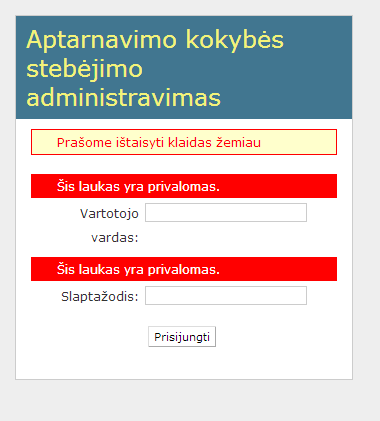 Aptarnavimo kokybės
stebėjimo
administravimas
Prašome ištaisyti klaidas žemiau
Šis laukas yra privalomas.
Vartotojo
vardas:
Šis laukas yra privalomas.
Slaptažodis:
Prisijungti